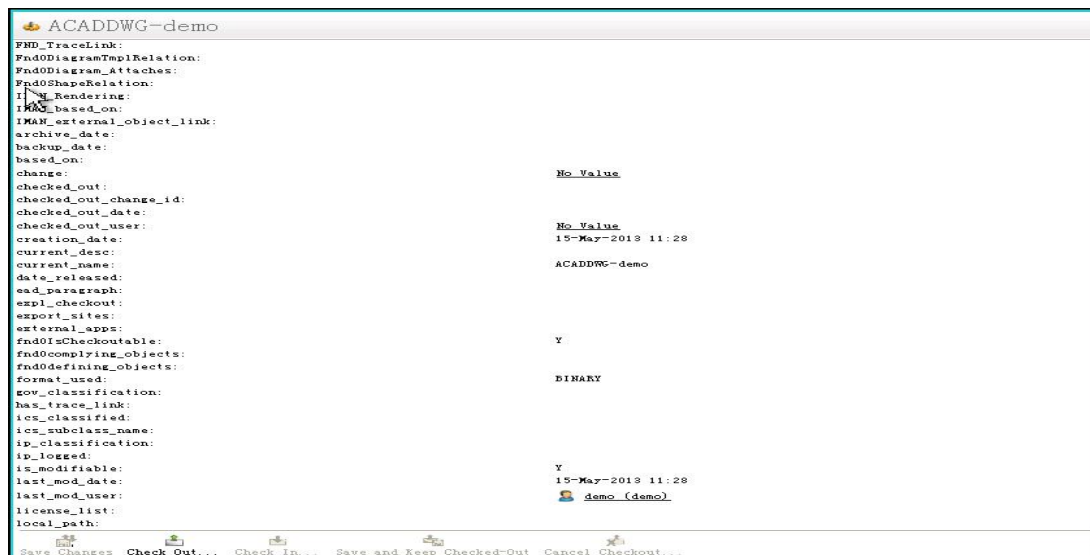 ACADDWG-demo
FND_TraceLink:
Fnd0DiagramTmplRelation:
Fnd0Diagram_Attaches:
Fnd0ShapeRelation:
IMAN_Rendering:
IMAN_based_on:
IMAN_external_object_link:
archive_date:
backup_date:
based_on:
change: No Value
checked_out:
checked_out_change_id:
checked_out_date:
checked_out_user: No Value
creation_date: 15-May-2013 11:28
current_desc:
current_name: ACADDWG-demo
date_released:
ead_paragraph:
expl_checkout:
export_sites:
external_apps:
fnd0IsCheckoutable: Y
fnd0complying_objects:
fnd0defining_objects:
format_used: BINARY
gov_classification:
has_trace_link:
ics_classified:
ics_subclass_name:
ip_classification:
ip_logged:
is_modifiable: Y
last_mod_date: 15-May-2013 11:28
last_mod_user: demo (demo)
license_list:
local_path:
Save Changes Check Out... Check In... Save and Keep Checked-Out Cancel Checkout...